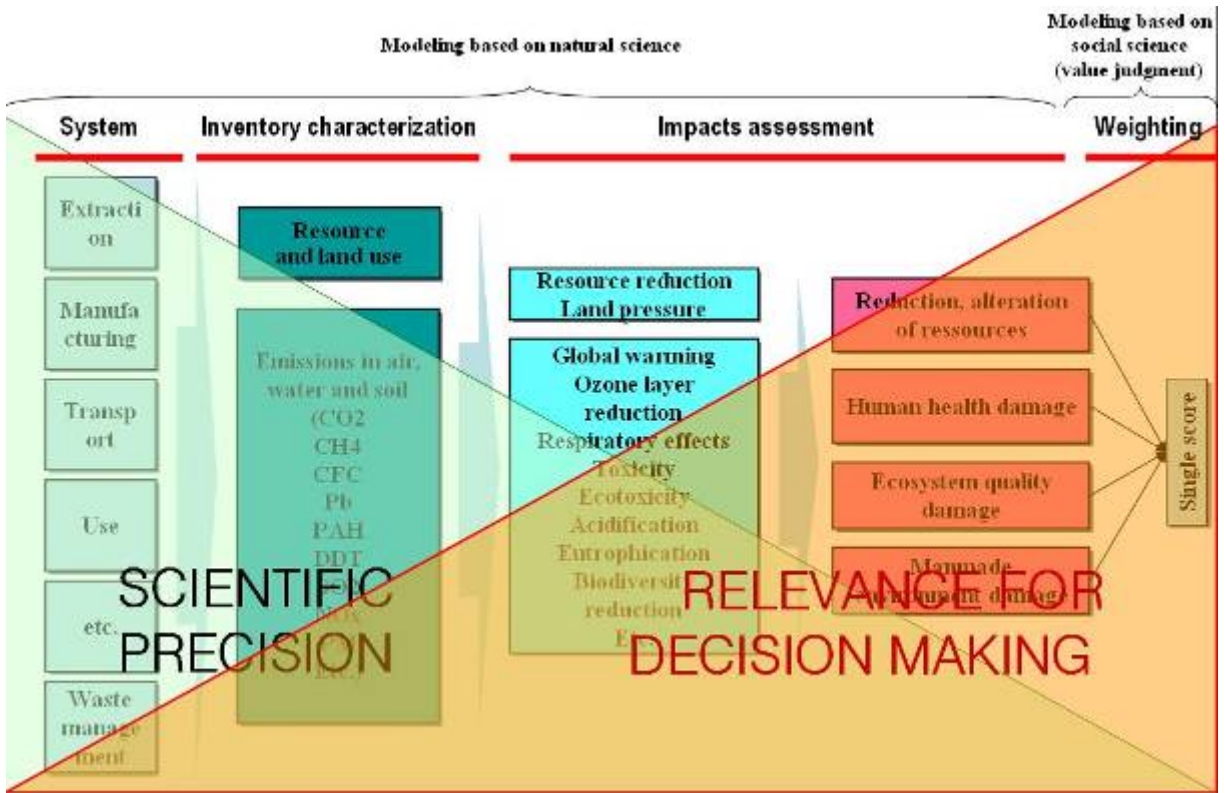 Modeling based on natural science
Modeling based on
social science
(value judgment)
System
Inventory characterization
Impacts assessment
Weighting
Extracti
on
Manufa
cturing
Transp
ort
Use
etc.
Waste
manage
ment
Resource
and land use
Emissions in air,
water and soil
(CO2
CH4
CFC
Pb
PAH
DDT
Resource reduction
Land pressure
Global warming
Ozone layer
reduction
Respiratory effects
Toxicity
Ecotoxicity
Acidification
Eutrophication
Biodiversit
reduction
Reduction, alteration
of ressources
Human health damage
Ecosystem quality
damage
Manmade
damage
Single score
SCIENTIFIC
PRECISION
RELEVANCE FOR
DECISION MAKING